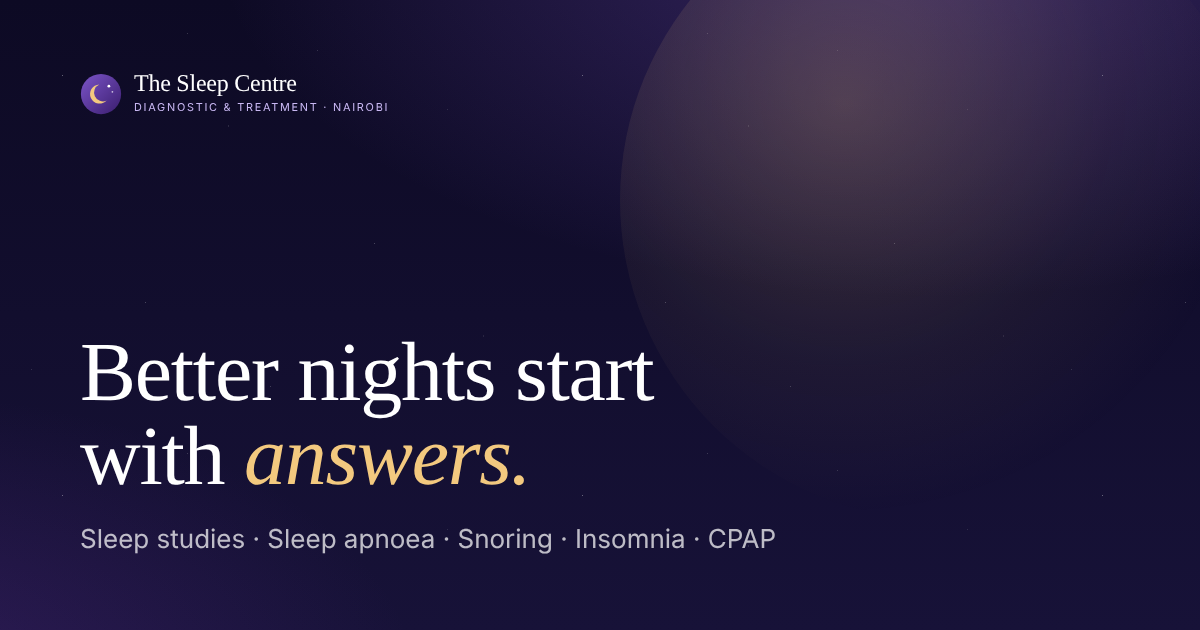 The Sleep Centre
DIAGNOSTIC & TREATMENT · NAIROBI
Better nights start
with answers.
Sleep studies · Sleep apnoea · Snoring · Insomnia · CPAP